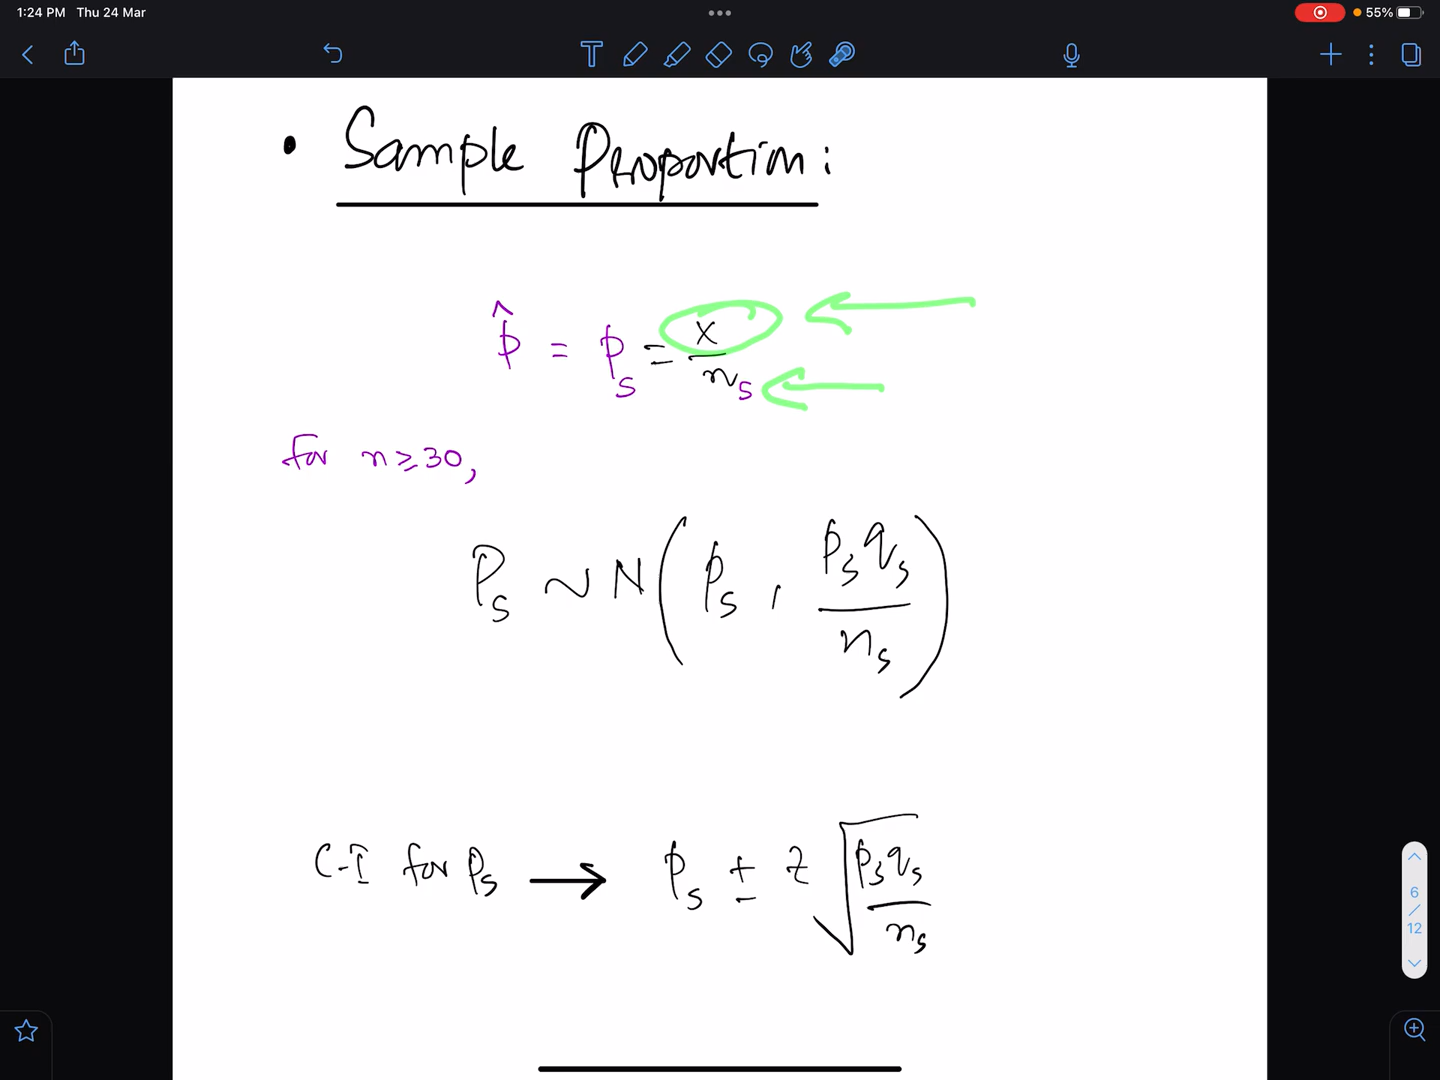 1:24 PM Thu 24 Mar
55%
• Sample Proportion:
p̂ = pₛ = x/nₛ
for n ≥ 30,
Pₛ ~ N(pₛ, pₛqₛ/nₛ)
C-I for pₛ → pₛ ± z √(pₛqₛ/nₛ)
6
/
12